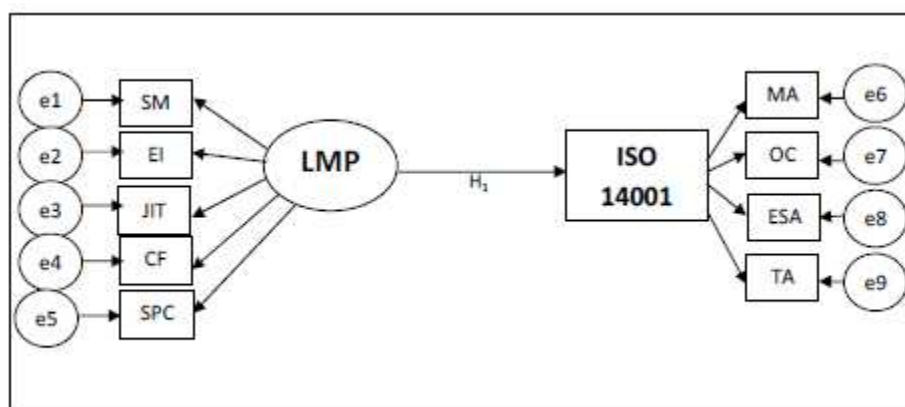 e1
SM
e2
EI
e3
JIT
e4
CF
e5
SPC
LMP
H₁
ISO
14001
MA
e6
OC
e7
ESA
e8
TA
e9